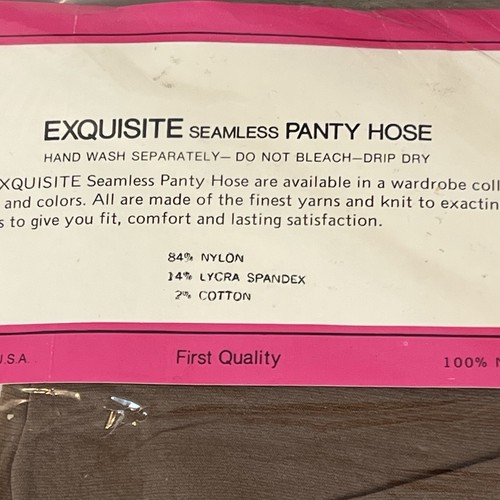 EXQUISITE SEAMLESS PANTY HOSE
HAND WASH SEPARATELY— DO NOT BLEACH—DRIP DRY
XQUISITE Seamless Panty Hose are available in a wardrobe coll
and colors. All are made of the finest yarns and knit to exactin
s to give you fit, comfort and lasting satisfaction.
84% NYLON
14% LYCRA SPANDEX
2% COTTON
U.S.A. First Quality 100% N